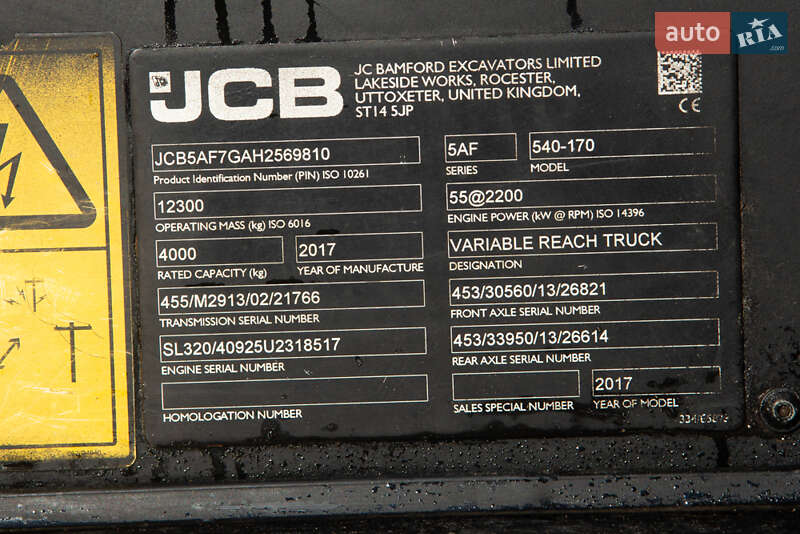 auto RIA.com
JCB
JC BAMFORD EXCAVATORS LIMITED
LAKESIDE WORKS, ROCESTER,
UTTOXETER, UNITED KINGDOM,
ST14 5JP
CE
JCB5AF7GAH2569810
Product Identification Number (PIN) ISO 10261
5AF
SERIES
540-170
MODEL
12300
OPERATING MASS (kg) ISO 6016
55@2200
ENGINE POWER (kW @ RPM) ISO 14396
4000
RATED CAPACITY (kg)
2017
YEAR OF MANUFACTURE
VARIABLE REACH TRUCK
DESIGNATION
455/M2913/02/21766
TRANSMISSION SERIAL NUMBER
453/30560/13/26821
FRONT AXLE SERIAL NUMBER
SL320/40925U2318517
ENGINE SERIAL NUMBER
453/33950/13/26614
REAR AXLE SERIAL NUMBER
HOMOLOGATION NUMBER
SALES SPECIAL NUMBER
2017
YEAR OF MODEL